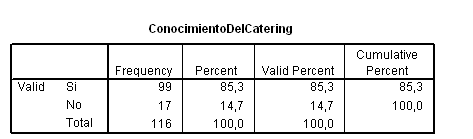 ConocimientoDelCatering
Frequency Percent Valid Percent Cumulative Percent
Valid Si 99 85,3 85,3 85,3
No 17 14,7 14,7 100,0
Total 116 100,0 100,0